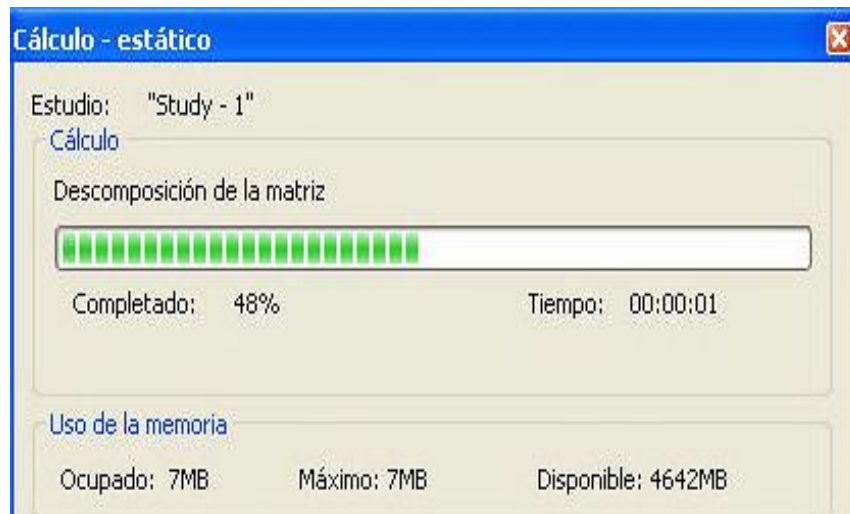 Cálculo - estático
Estudio: "Study - 1"
Cálculo
Descomposición de la matriz
Completado: 48% Tiempo: 00:00:01
Uso de la memoria
Ocupado: 7MB Máximo: 7MB Disponible: 4642MB